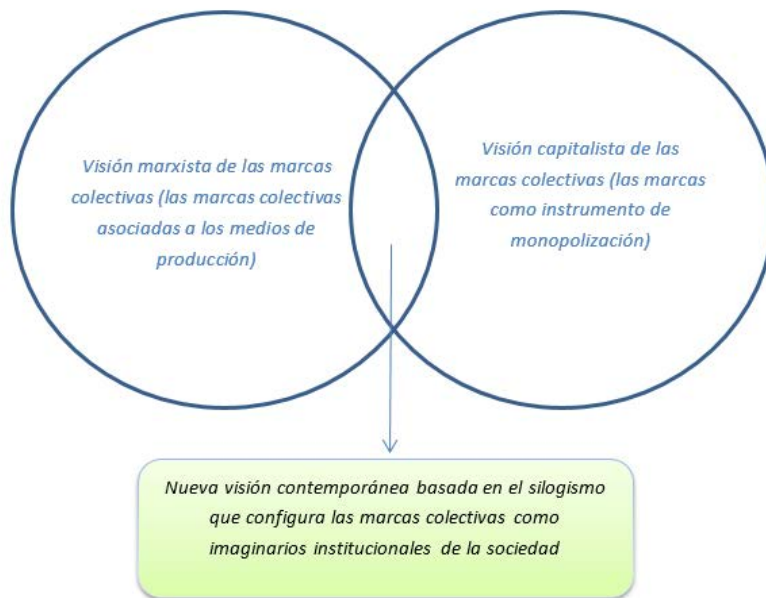 Visión marxista de las marcas
colectivas (las marcas colectivas
asociadas a los medios de
producción)
Visión capitalista de las
marcas colectivas (las marcas
como instrumento de
monopolización)
Nueva visión contemporánea basada en el silogismo
que configura las marcas colectivas como
imaginarios institucionales de la sociedad